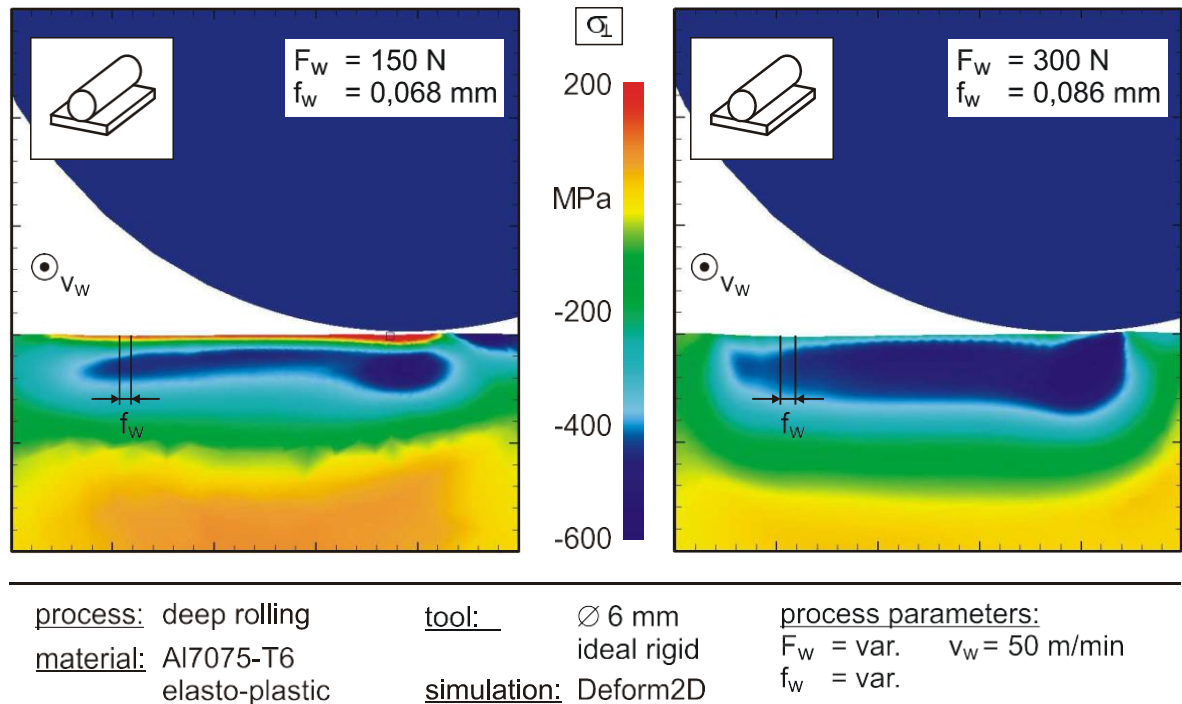 F_w = 150 N
f_w = 0,068 mm
v_w
f_w
σ⊥
200
MPa
-200
-400
-600
F_w = 300 N
f_w = 0,086 mm
v_w
f_w
process: deep rolling
material: Al7075-T6
elasto-plastic
tool: Ø 6 mm
ideal rigid
simulation: Deform2D
process parameters:
F_w = var. v_w = 50 m/min
f_w = var.